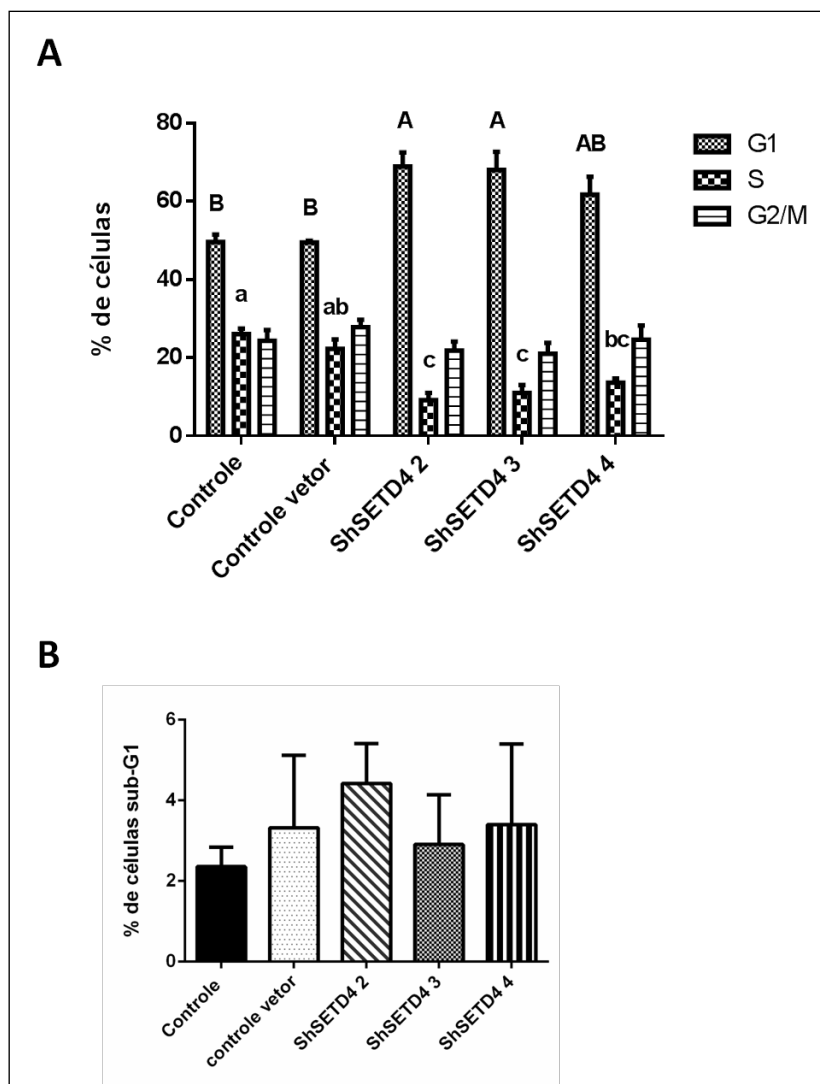 A
% de células
80
60
40
20
0
B
a
B
ab
A
c
A
c
AB
bc
G1
S
G2/M
Controle
Controle vetor
ShSETD4 2
ShSETD4 3
ShSETD4 4
B
% de células sub-G1
6
4
2
0
Controle
controle vetor
ShSETD4 2
ShSETD4 3
ShSETD4 4